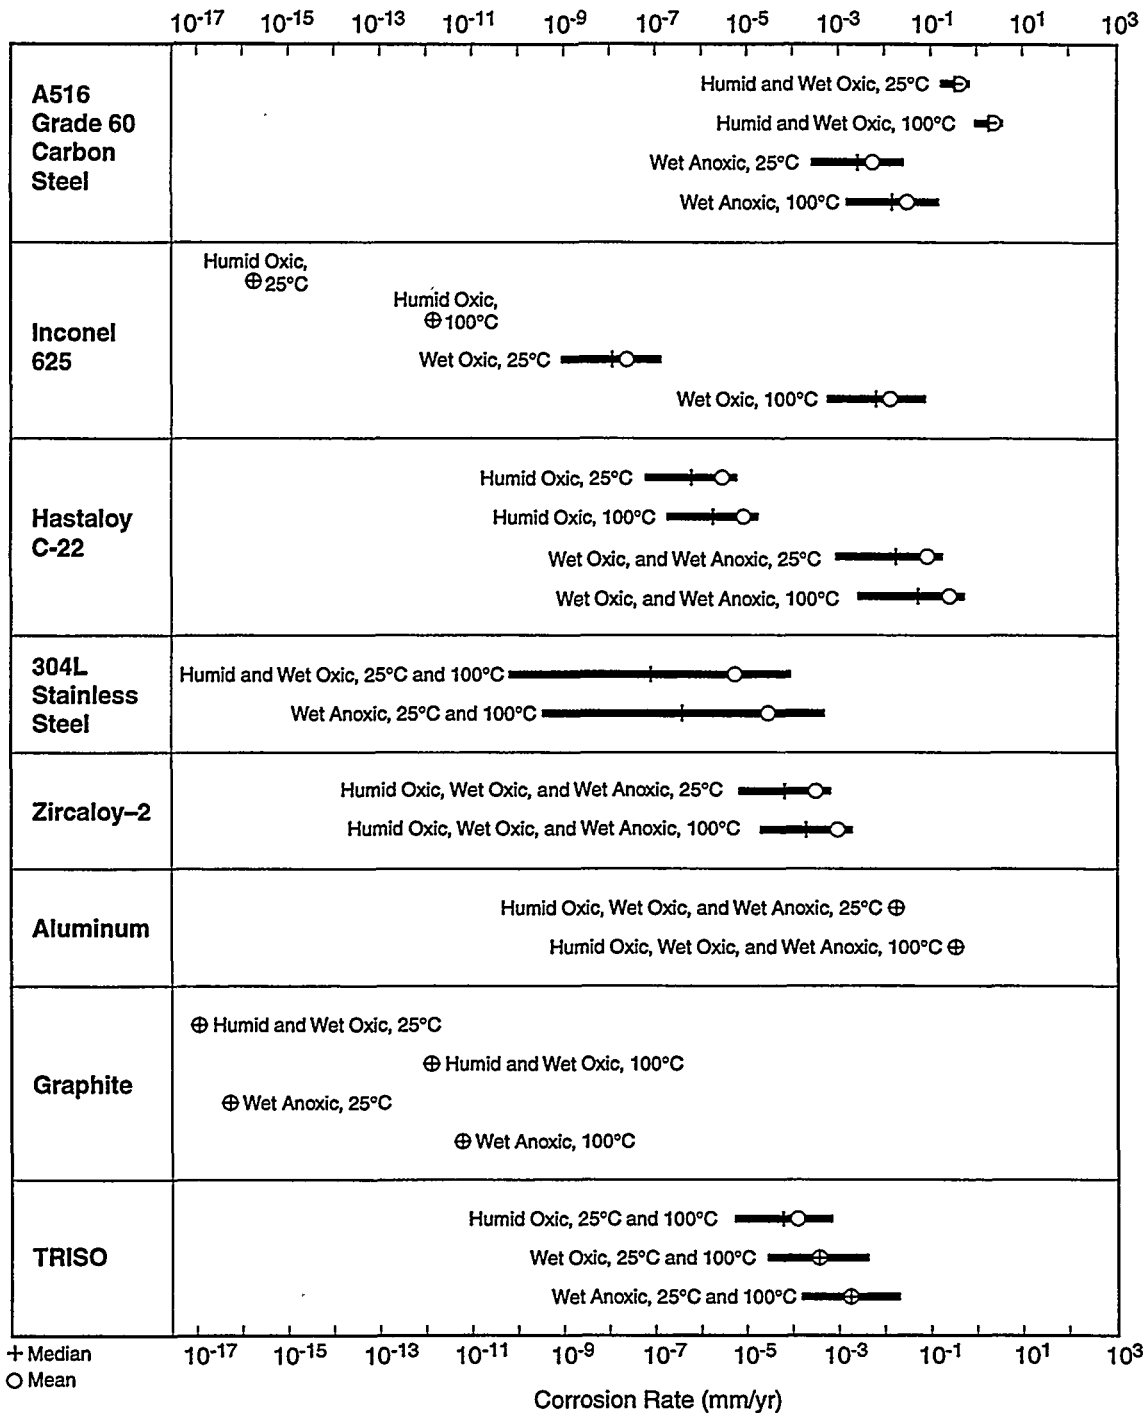 10-17 10-15 10-13 10-11 10-9 10-7 10-5 10-3 10-1 101 103
A516
Grade 60
Carbon
Steel
Humid and Wet Oxic, 25°C
Humid and Wet Oxic, 100°C
Wet Anoxic, 25°C
Wet Anoxic, 100°C
Inconel
625
Humid Oxic,
25°C
Humid Oxic,
100°C
Wet Oxic, 25°C
Wet Oxic, 100°C
Hastaloy
C-22
Humid Oxic, 25°C
Humid Oxic, 100°C
Wet Oxic, and Wet Anoxic, 25°C
Wet Oxic, and Wet Anoxic, 100°C
304L
Stainless
Steel
Humid and Wet Oxic, 25°C and 100°C
Wet Anoxic, 25°C and 100°C
Zircaloy–2
Humid Oxic, Wet Oxic, and Wet Anoxic, 25°C
Humid Oxic, Wet Oxic, and Wet Anoxic, 100°C
Aluminum
Humid Oxic, Wet Oxic, and Wet Anoxic, 25°C
Humid Oxic, Wet Oxic, and Wet Anoxic, 100°C
Graphite
Humid and Wet Oxic, 25°C
Humid and Wet Oxic, 100°C
Wet Anoxic, 25°C
Wet Anoxic, 100°C
TRISO
Humid Oxic, 25°C and 100°C
Wet Oxic, 25°C and 100°C
Wet Anoxic, 25°C and 100°C
10-17 10-15 10-13 10-11 10-9 10-7 10-5 10-3 10-1 101 103
+ Median
○ Mean
Corrosion Rate (mm/yr)